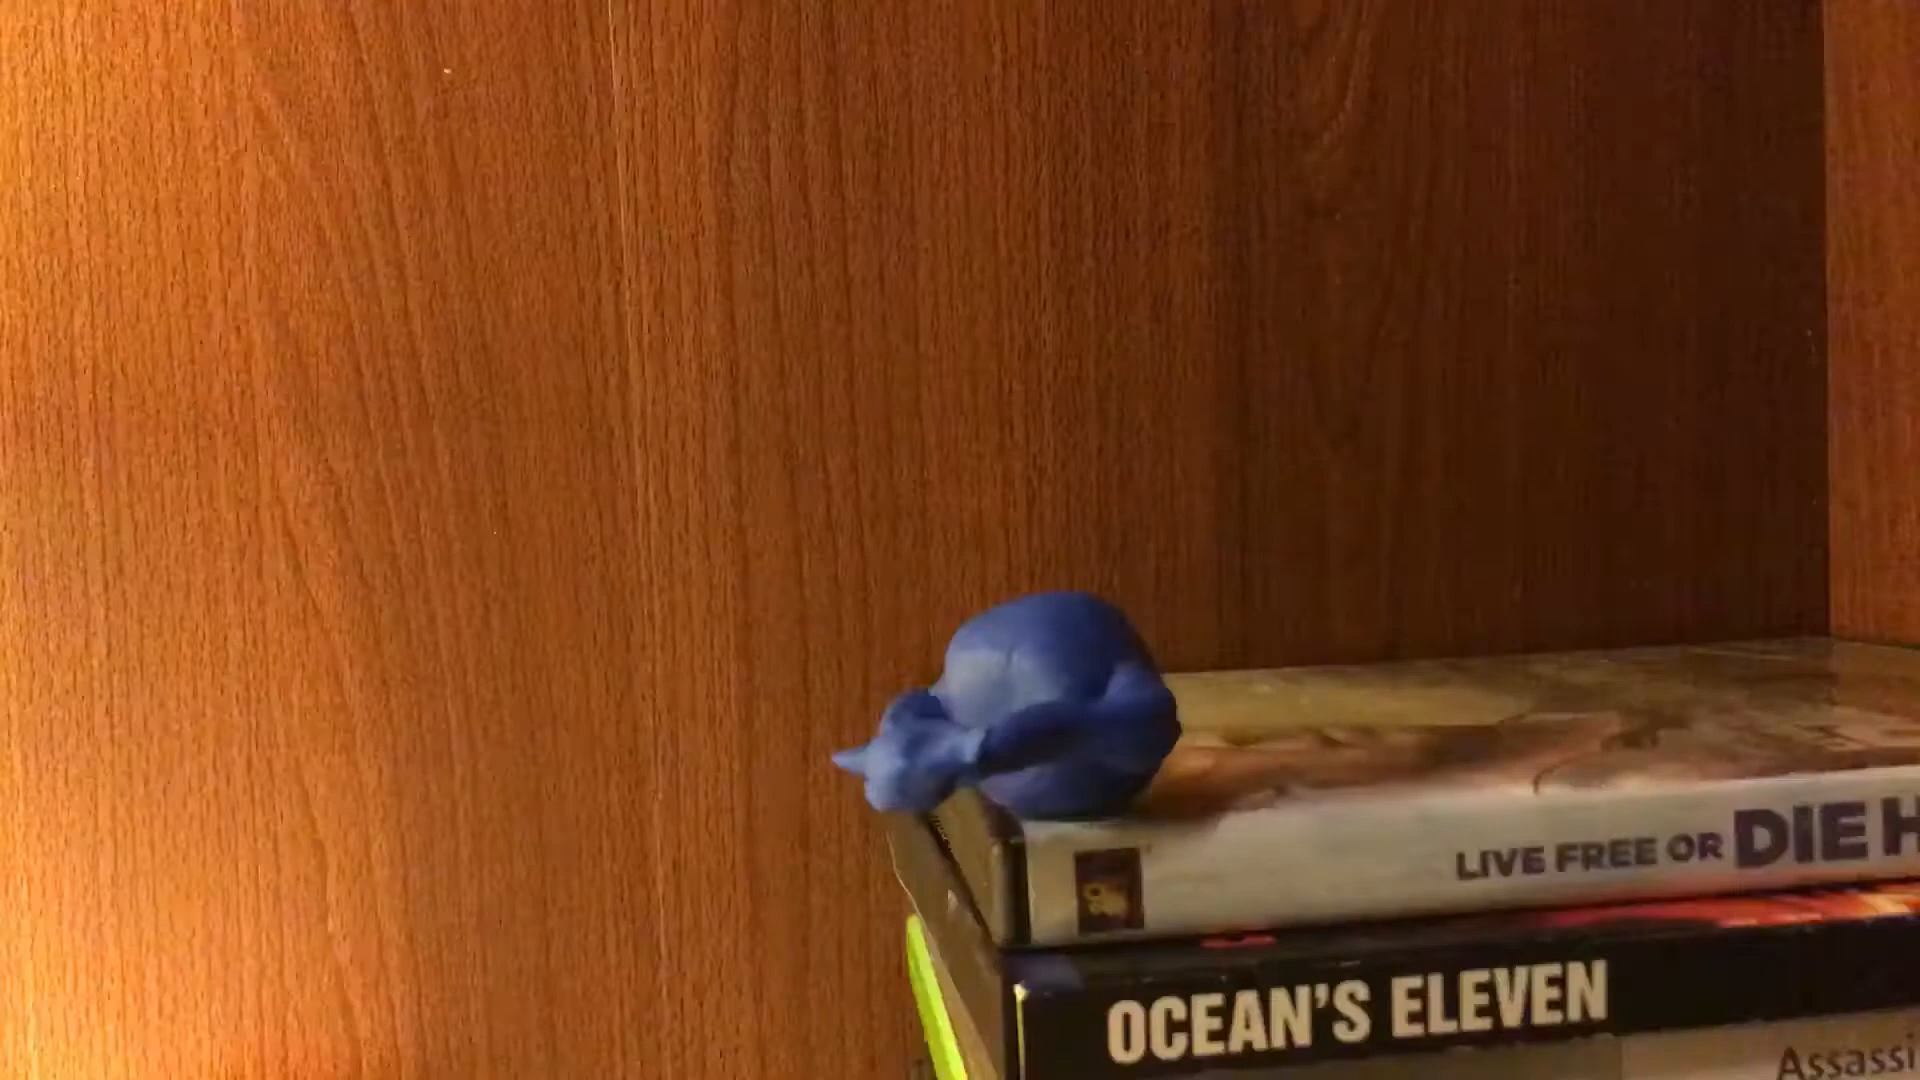 LIVE FREE OR DIE H
OCEAN'S ELEVEN
Assassi